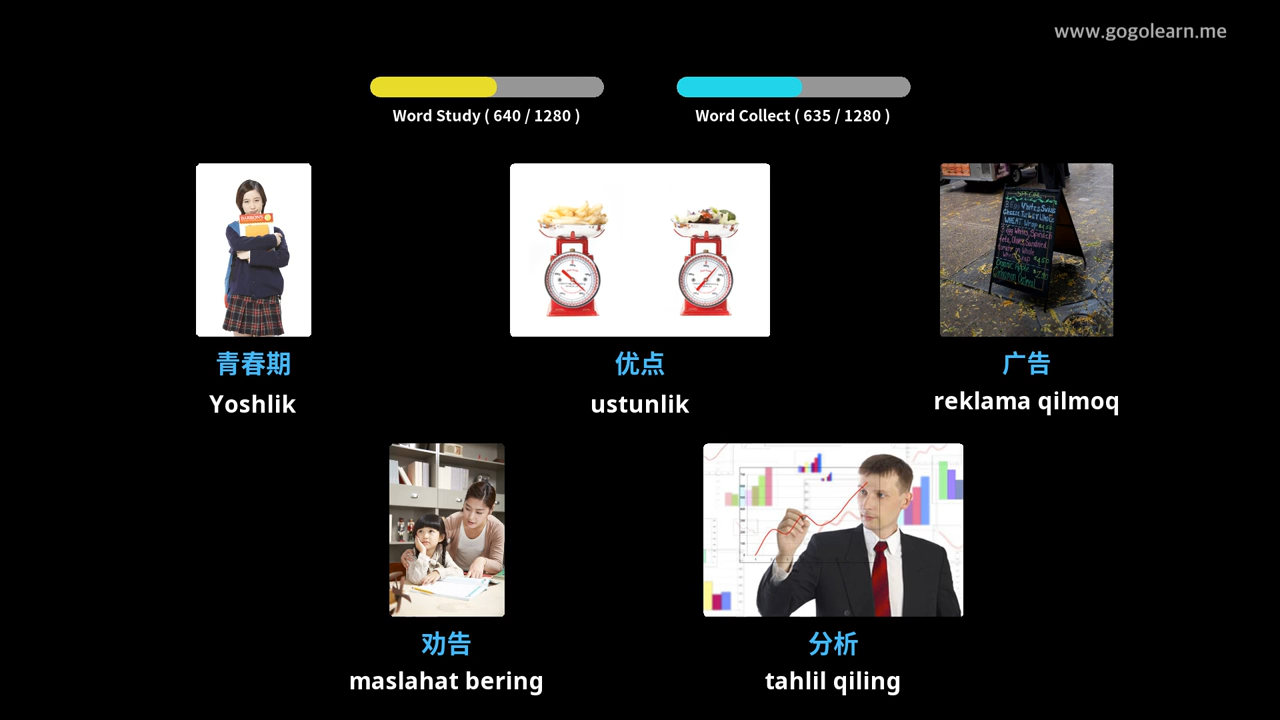 www.gogolearn.me
Word Study ( 640 / 1280 )
Word Collect ( 635 / 1280 )
BARRON'S
青春期
优点
广告
Yoshlik
ustunlik
reklama qilmoq
劝告
分析
maslahat bering
tahlil qiling